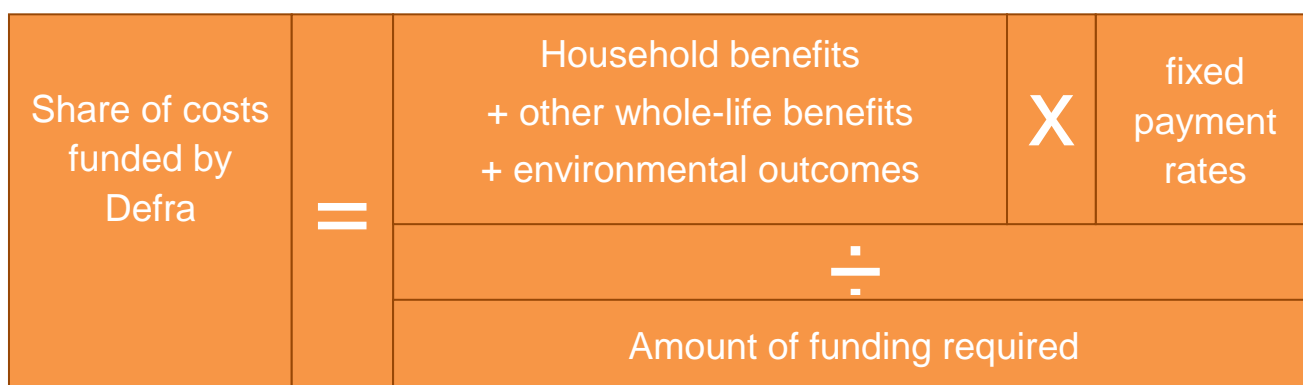 Share of costs
funded by
Defra
=
Household benefits
+ other whole-life benefits
+ environmental outcomes
X
fixed
payment
rates
÷
Amount of funding required